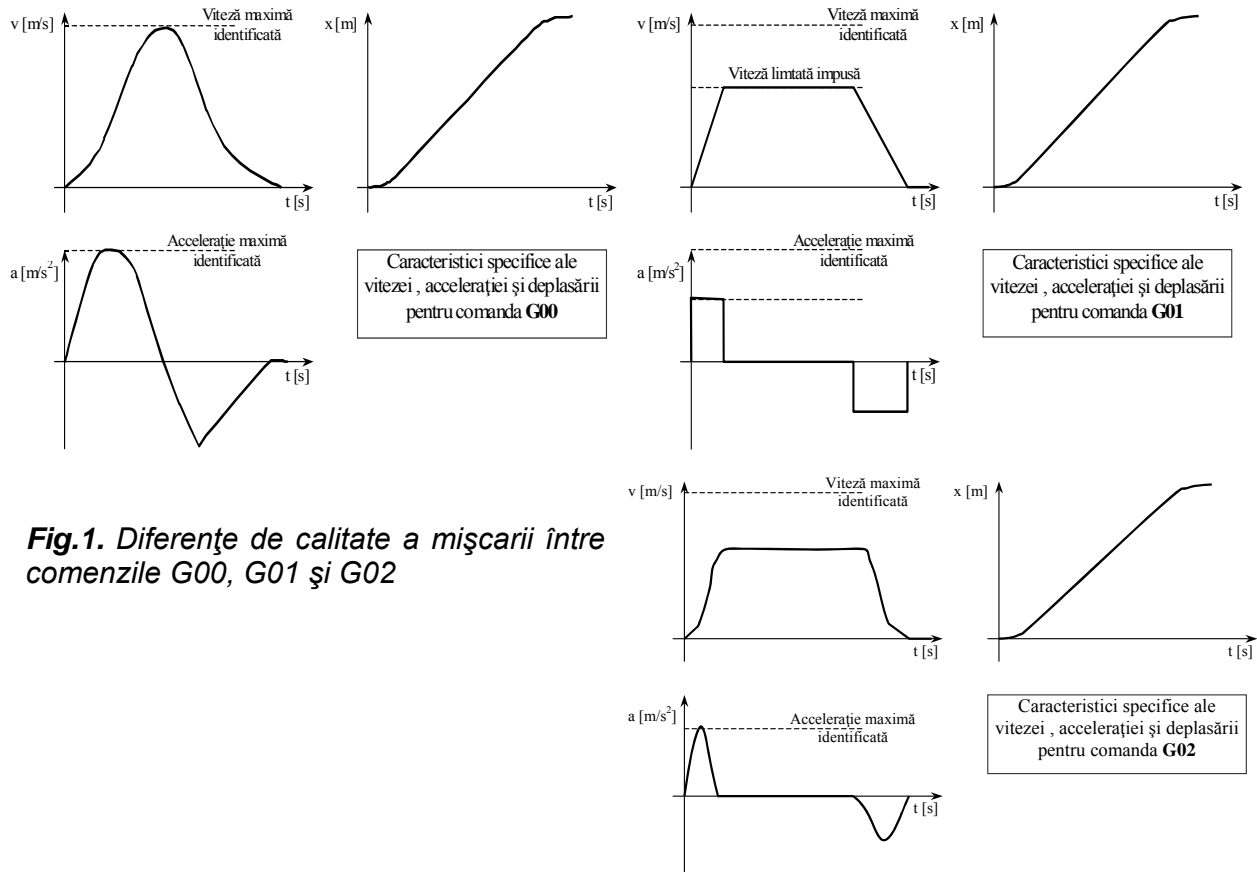 v [m/s]
Viteză maximă
identificată
t [s]
x [m]
t [s]
a [m/s²]
Acceleraţie maximă
identificată
t [s]
Caracteristici specifice ale
vitezei , acceleraţiei şi deplasării
pentru comanda G00
v [m/s]
Viteză maximă
identificată
Viteză limtată impusă
t [s]
x [m]
t [s]
a [m/s²]
Acceleraţie maximă
identificată
t [s]
Caracteristici specifice ale
vitezei , acceleraţiei şi deplasării
pentru comanda G01
Fig.1. Diferenţe de calitate a mişcarii între
comenzile G00, G01 şi G02
v [m/s]
Viteză maximă
identificată
t [s]
x [m]
t [s]
a [m/s²]
Acceleraţie maximă
identificată
t [s]
Caracteristici specifice ale
vitezei , acceleraţiei şi deplasării
pentru comanda G02